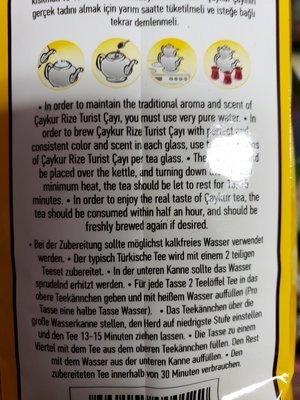 gerçek tadını almak için yarım saatte tüketilmeli ve isteğe bağlı
tekrar demlenmeli.
• In order to maintain the traditional aroma and scent of
Çaykur Rize Turist Çayı, you must use very pure water. • In
order to brew Çaykur Rize Turist Çayı with and
consistent color and scent in each glass, use
of Çaykur Rize Turist Çayı per tea glass. • The
be placed over the kettle, and turning down
minimum heat, the tea should be let to rest for
minutes. • In order to enjoy the real taste of Çaykur tea, the
tea should be consumed within half an hour, and should be
freshly brewed again if desired.
• Bei der Zubereitung sollte möglichst kalkfreies Wasser verwendet
werden. • Der typisch Türkische Tee wird mit einem 2 teiligen
Teeset zubereitet. • In der unteren Kanne sollte das Wasser
sprudelnd erhitzt werden. • Für jede Tasse 2 Teelöffel Tee in das
obere Teekännchen geben und mit heißem Wasser auffüllen (Pro
Tasse eine halbe Tasse Wasser). • Das Teekännchen über die
große Wasserkanne stellen, den Herd auf niedrigste Stufe einstellen
und den Tee 13-15 Minuten ziehen lassen. • Die Tasse zu einem
Viertel mit dem Tee aus dem oberen Teekännchen füllen. Den Rest
mit dem Wasser aus der unteren Kanne auffüllen. • Den
zubereiteten Tee innerhalb von 30 Minuten verbrauchen.